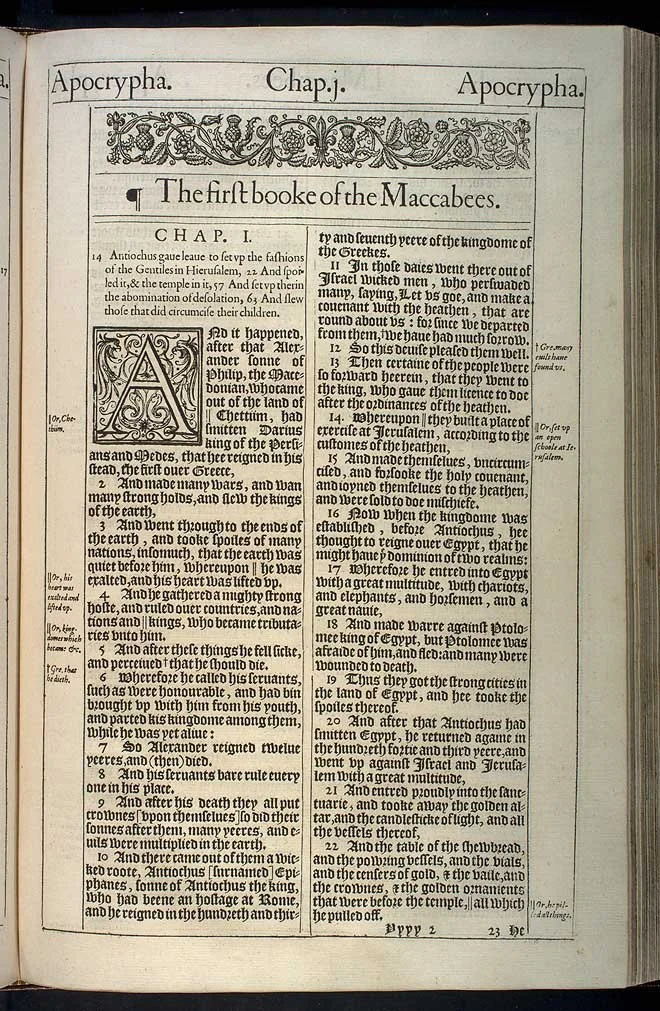 Apocrypha. Chap.j. Apocrypha.
¶ The first booke of the Maccabees.
CHAP. I.
14 Antiochus gaue leaue to set vp the fashions
of the Gentiles in Hierusalem, 22 And spoi-
led it,& the temple in it, 57 And set vp therin
the abomination of desolation, 63 And slew
those that did circumcise their children.
ANd it happened,
after that Alex-
ander sonne of
Philip, the Mace-
donian, who came
out of the land of
|| Chettiim, had
smitten Darius
king of the Persi-
ans and Medes, that hee reigned in his
stead, the first ouer Greece,
2 And made many wars, and wan
many strong holds, and slew the kings
of the earth,
3 And went through to the ends of
the earth, and tooke spoiles of many
nations, insomuch, that the earth was
quiet before him, whereupon || he was
exalted, and his heart was lifted vp.
4 And he gathered a mighty strong
hoste, and ruled ouer countries, and na-
tions and || kings, who became tributa-
ries vnto him.
5 And after these things he fell sicke,
and perceiued † that he should die.
6 Wherefore he called his seruants,
such as were honourable, and had bin
brought vp with him from his youth,
and parted his kingdome among them,
while he was yet aliue:
7 So Alexander reigned twelue
yeeres, and (then) died.
8 And his seruants bare rule euery
one in his place.
9 And after his death they all put
crownes [vpon themselues] so did their
sonnes after them, many yeeres, and e-
uils were multiplied in the earth.
10 And there came out of them a wic-
ked roote, Antiochus [surnamed] Epi-
phanes, sonne of Antiochus the king,
who had beene an hostage at Rome,
and he reigned in the hundreth and thir-
|| Or, Che-
thiim.
|| Or, his
heart was
exalted and
lifted vp.
|| Or, king-
domes which
became &c.
† Gre. that
he dieth.
ty and seuenth yeere of the kingdome of
the Greekes.
11 In those daies went there out of
Israel wicked men, who perswaded
many, saying, Let vs goe, and make a
couenant with the heathen, that are
round about vs: for since we departed
from them, † we haue had much sorrow.
12 So this deuise pleased them well.
13 Then certaine of the people were
so forward heerein, that they went to
the king, who gaue them licence to doe
after the ordinances of the heathen.
14. Whereupon || they built a place of
exercise at Jerusalem, according to the
customes of the heathen,
15 And made themselues, vncircum-
cised, and forsooke the holy couenant,
and ioyned themselues to the heathen,
and were sold to doe mischiefe.
16 Now when the kingdome was
established, before Antiochus, hee
thought to reigne ouer Egypt, that he
might haue yͤ dominion of two realms:
17 Wherefore he entred into Egypt
with a great multitude, with chariots,
and elephants, and horsemen, and a
great nauie,
18 And made warre against Ptolo-
mee king of Egypt, but Ptolomee was
afraide of him, and fled: and many were
wounded to death.
19 Thus they got the strong cities in
the land of Egypt, and hee tooke the
spoiles thereof.
20 And after that Antiochus had
smitten Egypt, he returned againe in
the hundreth fortie and third yeere, and
went vp against Israel and Jerusa-
lem with a great multitude,
21 And entred proudly into the sanc-
tuarie, and tooke away the golden al-
tar, and the candlesticke of light, and all
the vessels thereof,
22 And the table of the shewbread,
and the powring vessels, and the vials,
and the censers of gold, & the vaile, and
the crownes, & the golden ornaments
that were before the temple, || all which
he pulled off.
Pppp 2 23 He
† Gre. many
euils haue
found vs.
|| Or, set vp
an open
schoole at Ie-
rusalem.
|| Or, he pil-
led all things.
a.
17